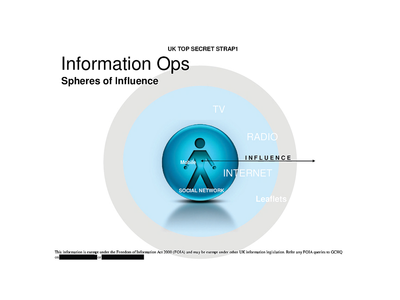 UK TOP SECRET STRAP1
Information Ops
Spheres of Influence
TV
RADIO
INFLUENCE
Mobile
INTERNET
SOCIAL NETWORK
Leaflets
This information is exempt under the Freedom of Information Act 2000 (FOIA) and may be exempt under other UK information legislation. Refer any FOIA queries to GCHQ
on or